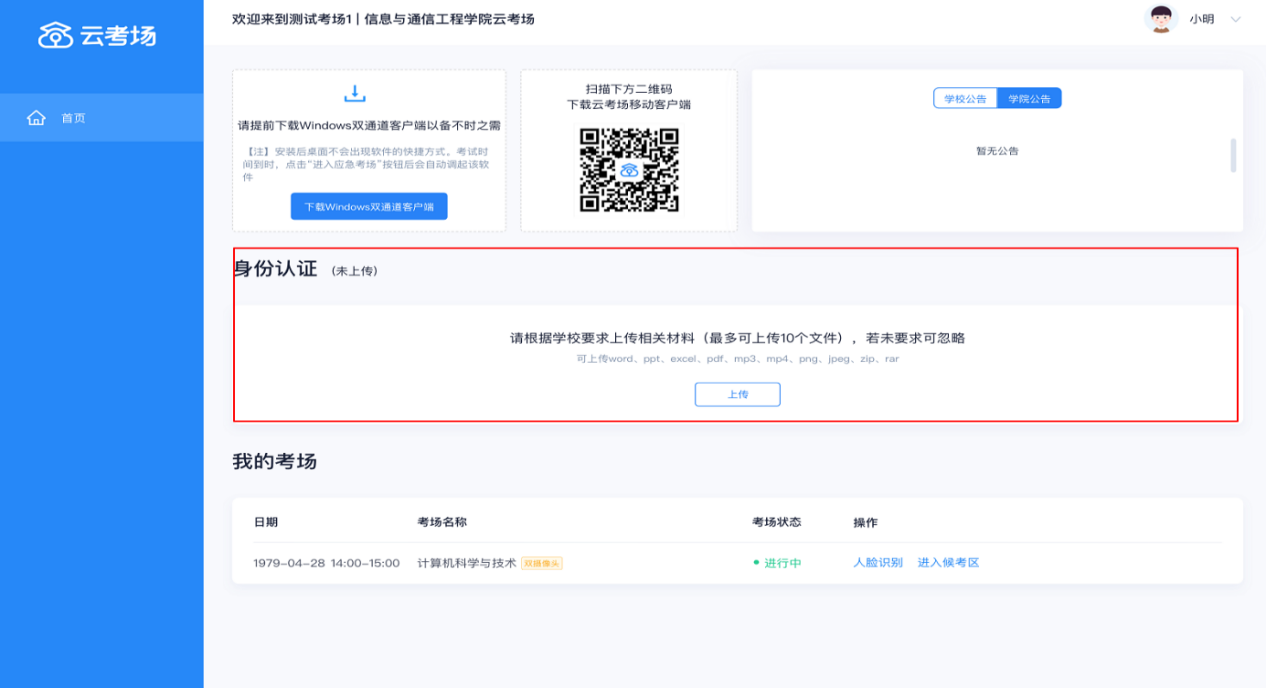 云考场
首页
欢迎来到测试考场1 | 信息与通信工程学院云考场
小明
请提前下载Windows双通道客户端以备不时之需
【注】安装后桌面不会出现软件的快捷方式。考试时
间到时，点击"进入应急考场"按钮后会自动调起该软
件
下载Windows双通道客户端
扫描下方二维码
下载云考场移动客户端
学校公告 学院公告
暂无公告
身份认证 （未上传）
请根据学校要求上传相关材料（最多可上传10个文件），若未要求可忽略
可上传word、ppt、excel、pdf、mp3、mp4、png、jpeg、zip、rar
上传
我的考场
日期 考场名称 考场状态 操作
1979-04-28 14:00-15:00 计算机科学与技术 双摄像头 进行中 人脸识别 进入候考区